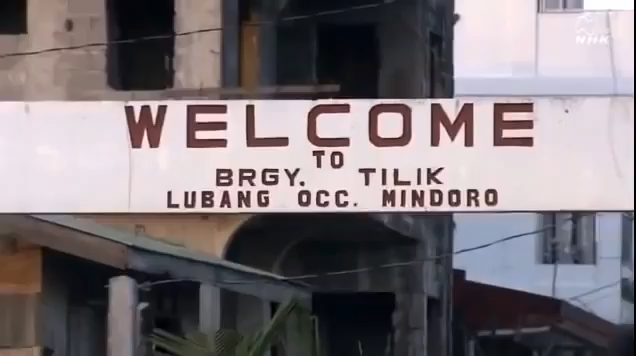 NHK
WELCOME
TO
BRGY. TILIK
LUBANG OCC. MINDORO